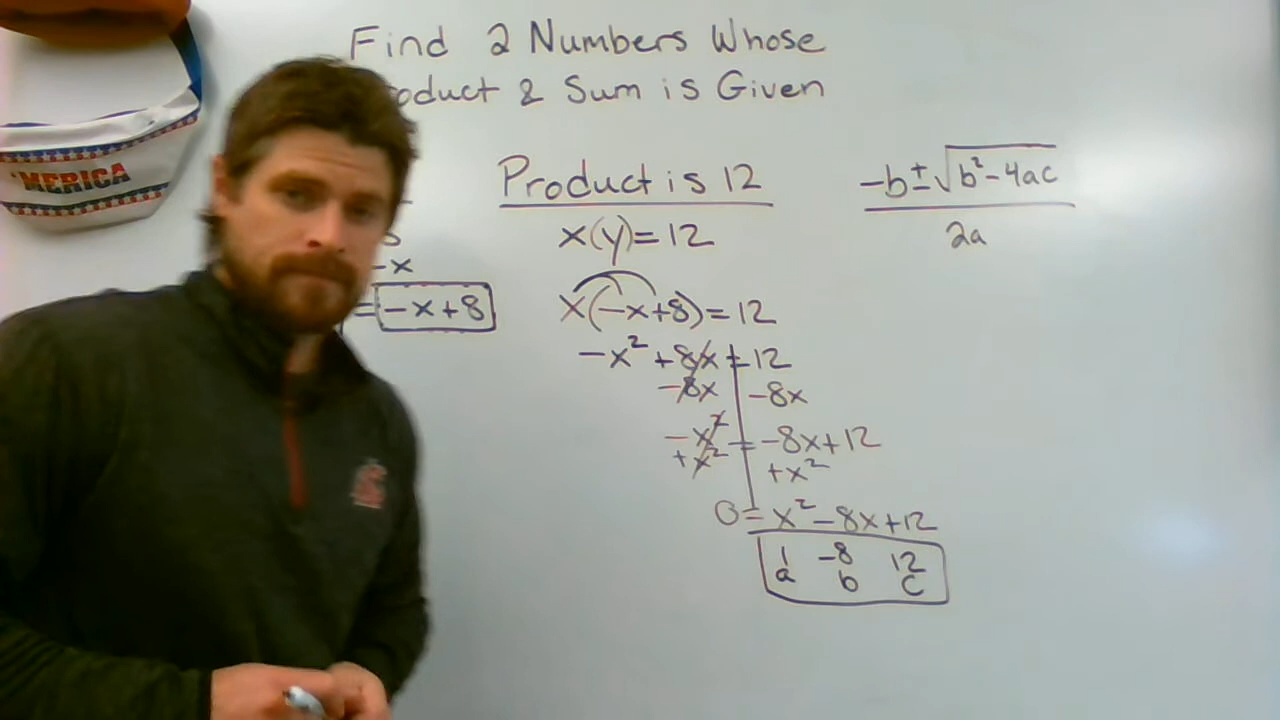 Find 2 Numbers Whose
oduct & Sum is Given
'MERICA
Product is 12
x(y)=12
-x
= -x+8
x(-x+8)=12
-x²+8x=12
-8x -8x
-x²=-8x+12
+x² +x²
0=x²-8x+12
1 -8 12
a b c
-b±√b²-4ac
2a